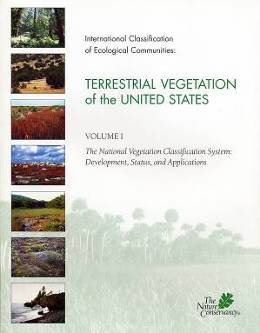 International Classification
of Ecological Communities:
TERRESTRIAL VEGETATION
of the UNITED STATES
VOLUME I
The National Vegetation Classification System:
Development, Status, and Applications
The
Nature
Conservancy